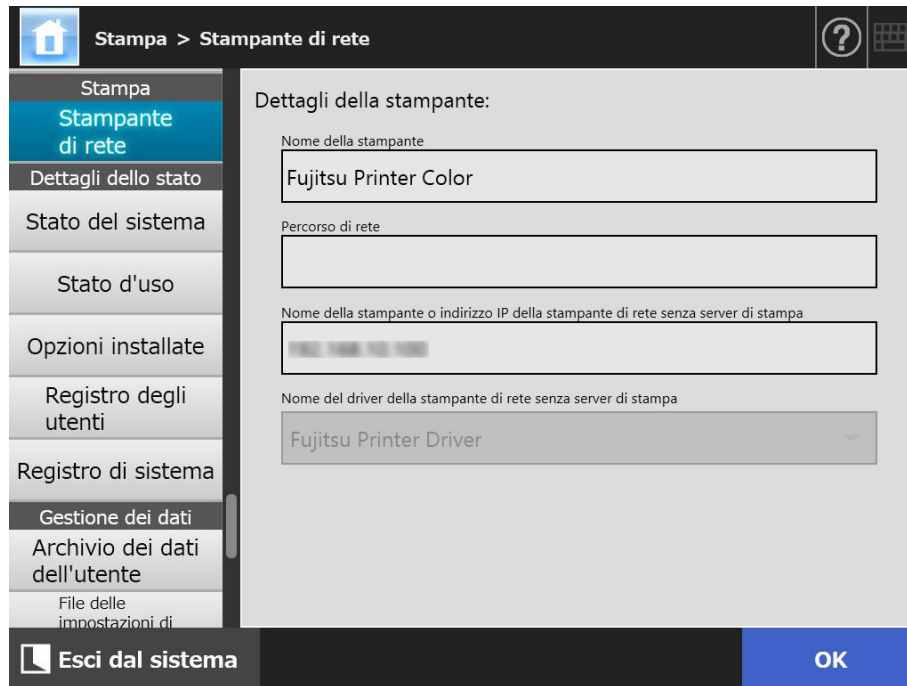 Stampa > Stampante di rete
Stampa
Stampante
di rete
Dettagli dello stato
Stato del sistema
Stato d'uso
Opzioni installate
Registro degli
utenti
Registro di sistema
Gestione dei dati
Archivio dei dati
dell'utente
File delle
impostazioni di
Dettagli della stampante:
Nome della stampante
Fujitsu Printer Color
Percorso di rete
Nome della stampante o indirizzo IP della stampante di rete senza server di stampa
Nome del driver della stampante di rete senza server di stampa
Fujitsu Printer Driver
Esci dal sistema
OK